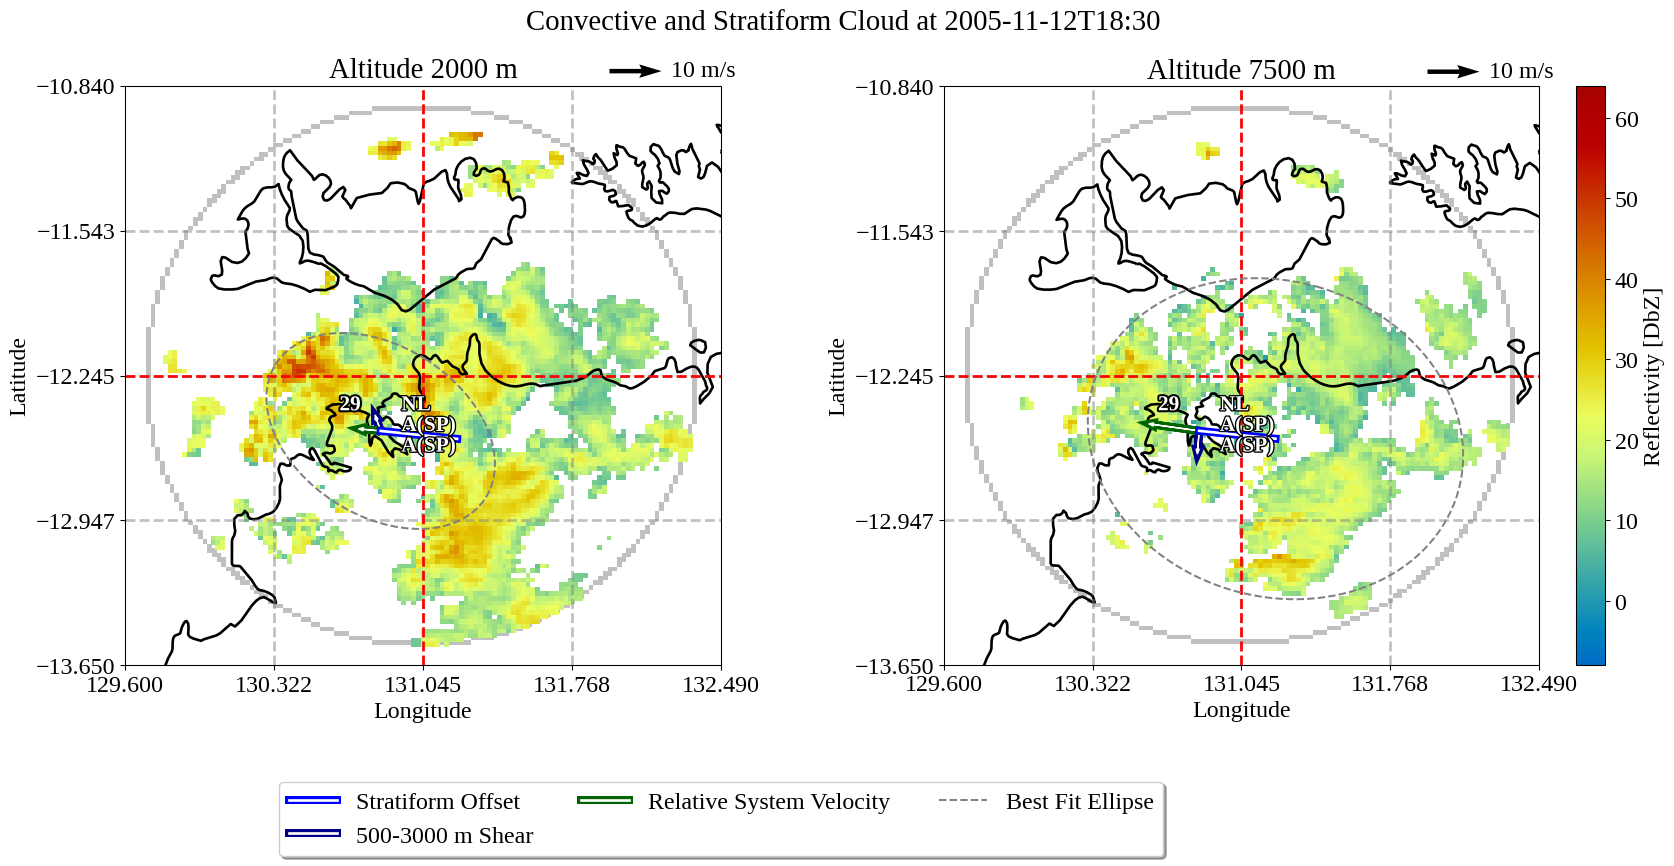 Convective and Stratiform Cloud at 2005-11-12T18:30
Altitude 2000 m
10 m/s
Altitude 7500 m
10 m/s
−10.840
−11.543
−12.245
−12.947
−13.650
Latitude
129.600
130.322
131.045
131.768
132.490
Longitude
29
NL
A(SP)
A(SP)
−10.840
−11.543
−12.245
−12.947
−13.650
Latitude
129.600
130.322
131.045
131.768
132.490
Longitude
29
NL
A(SP)
A(SP)
60
50
40
30
20
10
0
Reflectivity [DbZ]
Stratiform Offset
500-3000 m Shear
Relative System Velocity
Best Fit Ellipse